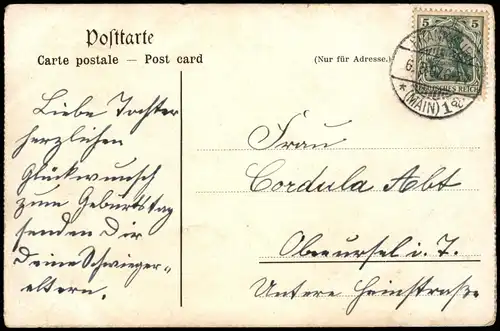 Postkarte
Carte postale — Post card
(Nur für Adresse.)
5 5
DEUTSCHES REICH
(MAIN) 1
Liebe Tochter
herzlichen
Glückwunsch
zum Geburtstag
senden Dir
Deine Schwieger-
eltern.
Frau
Cordula Abt
Oberursel i. T.
Untere Hainstraße